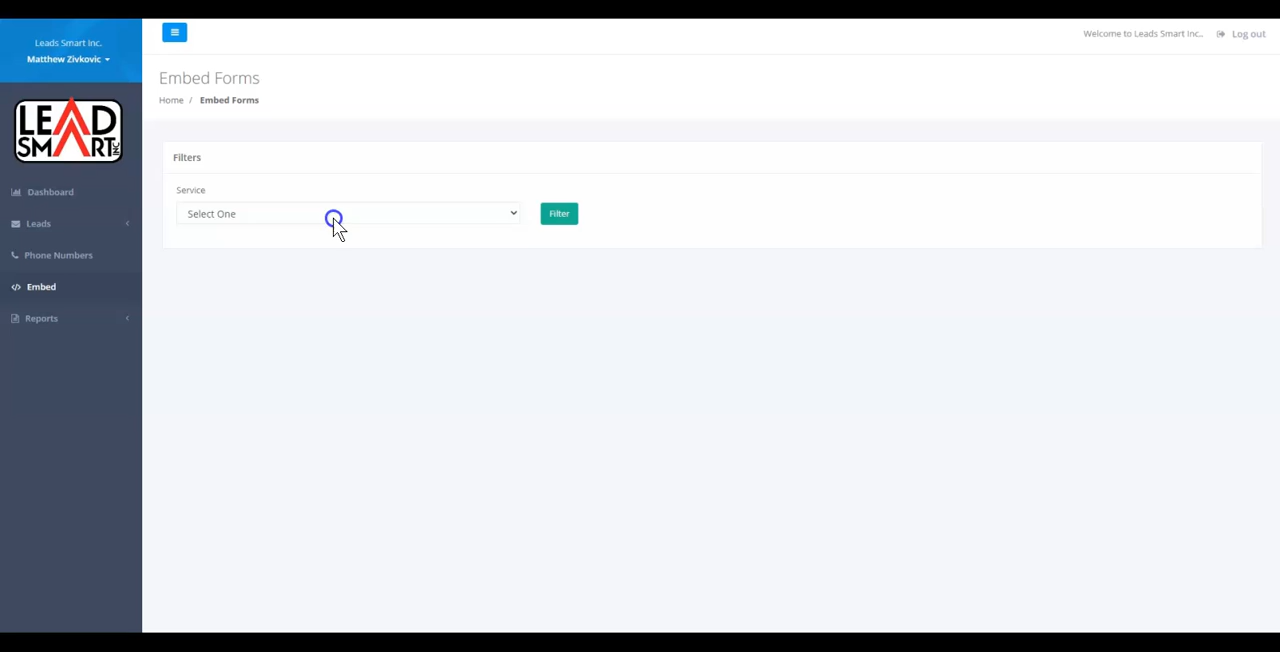 Leads Smart Inc.
Matthew Zivkovic
Welcome to Leads Smart Inc..
Log out
Embed Forms
Home / Embed Forms
LEAD
SMART INC
Dashboard
Leads
Phone Numbers
Embed
Reports
Filters
Service
Select One
Filter